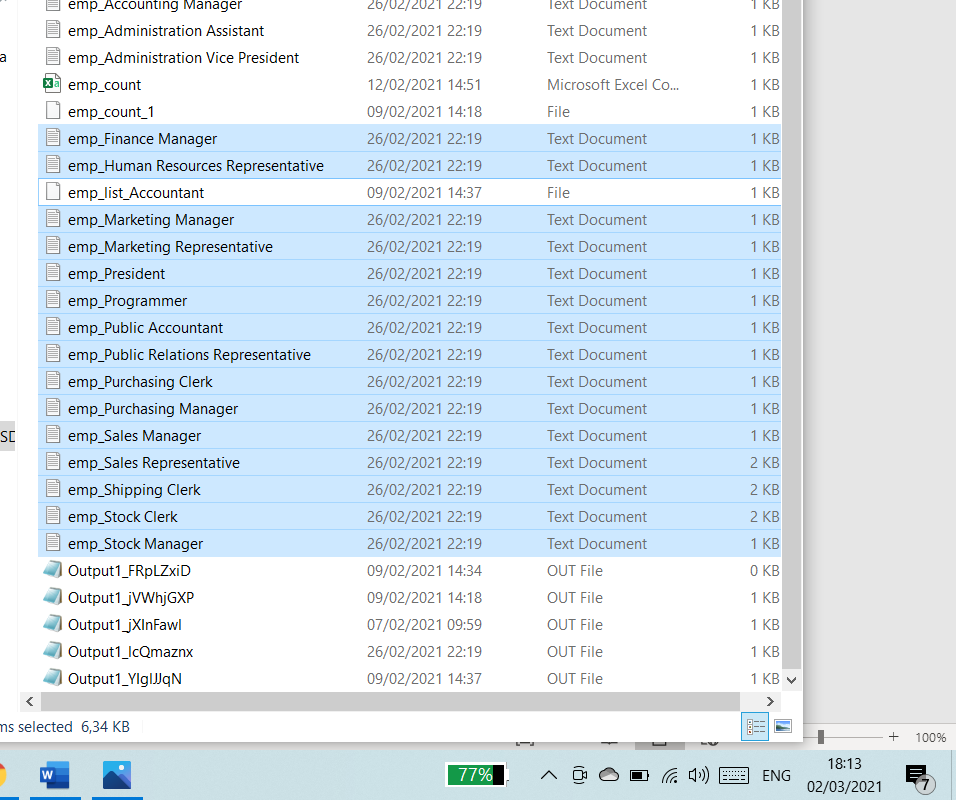 emp_Accounting Manager 26/02/2021 22:19 Text Document 1 KB
emp_Administration Assistant 26/02/2021 22:19 Text Document 1 KB
a
emp_Administration Vice President 26/02/2021 22:19 Text Document 1 KB
emp_count 12/02/2021 14:51 Microsoft Excel Co... 1 KB
emp_count_1 09/02/2021 14:18 File 1 KB
emp_Finance Manager 26/02/2021 22:19 Text Document 1 KB
emp_Human Resources Representative 26/02/2021 22:19 Text Document 1 KB
emp_list_Accountant 09/02/2021 14:37 File 1 KB
emp_Marketing Manager 26/02/2021 22:19 Text Document 1 KB
emp_Marketing Representative 26/02/2021 22:19 Text Document 1 KB
emp_President 26/02/2021 22:19 Text Document 1 KB
emp_Programmer 26/02/2021 22:19 Text Document 1 KB
emp_Public Accountant 26/02/2021 22:19 Text Document 1 KB
emp_Public Relations Representative 26/02/2021 22:19 Text Document 1 KB
emp_Purchasing Clerk 26/02/2021 22:19 Text Document 1 KB
emp_Purchasing Manager 26/02/2021 22:19 Text Document 1 KB
SD
emp_Sales Manager 26/02/2021 22:19 Text Document 1 KB
emp_Sales Representative 26/02/2021 22:19 Text Document 2 KB
emp_Shipping Clerk 26/02/2021 22:19 Text Document 2 KB
emp_Stock Clerk 26/02/2021 22:19 Text Document 2 KB
emp_Stock Manager 26/02/2021 22:19 Text Document 1 KB
Output1_FRpLZxiD 09/02/2021 14:34 OUT File 0 KB
Output1_jVWhjGXP 09/02/2021 14:18 OUT File 1 KB
Output1_jXInFawl 07/02/2021 09:59 OUT File 1 KB
Output1_lcQmaznx 26/02/2021 22:19 OUT File 1 KB
Output1_YIgIJJqN 09/02/2021 14:37 OUT File 1 KB
ms selected 6,34 KB
100%
W
77%
ENG
18:13
02/03/2021
7